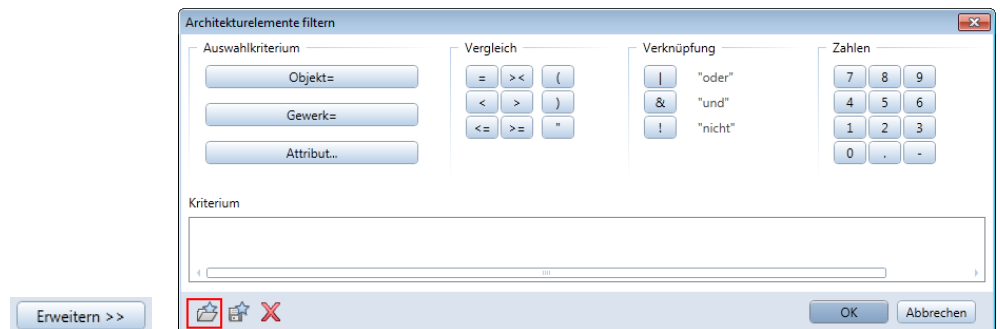 Architekturelemente filtern
Auswahlkriterium Vergleich Verknüpfung Zahlen
Objekt= = >< ( | "oder" 7 8 9
Gewerk= < > ) & "und" 4 5 6
Attribut... <= >= " ! "nicht" 1 2 3
0 . -
Kriterium
Erweitern >> OK Abbrechen